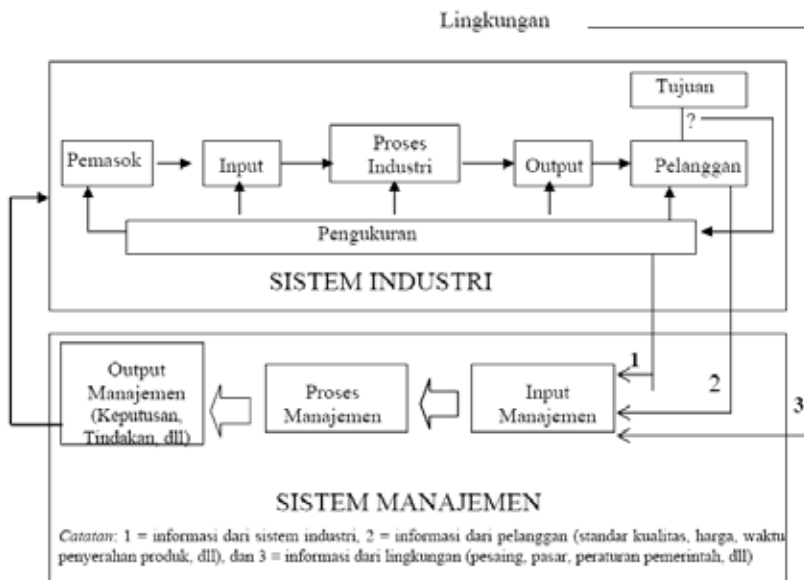 Lingkungan
Tujuan
?
Pemasok
Input
Proses
Industri
Output
Pelanggan
Pengukuran
SISTEM INDUSTRI
Output
Manajemen
(Keputusan,
Tindakan, dll)
Proses
Manajemen
Input
Manajemen
1
2
3
SISTEM MANAJEMEN
Catatan: 1 = informasi dari sistem industri, 2 = informasi dari pelanggan (standar kualitas, harga, waktu
penyerahan produk, dll), dan 3 = informasi dari lingkungan (pesaing, pasar, peraturan pemerintah, dll)